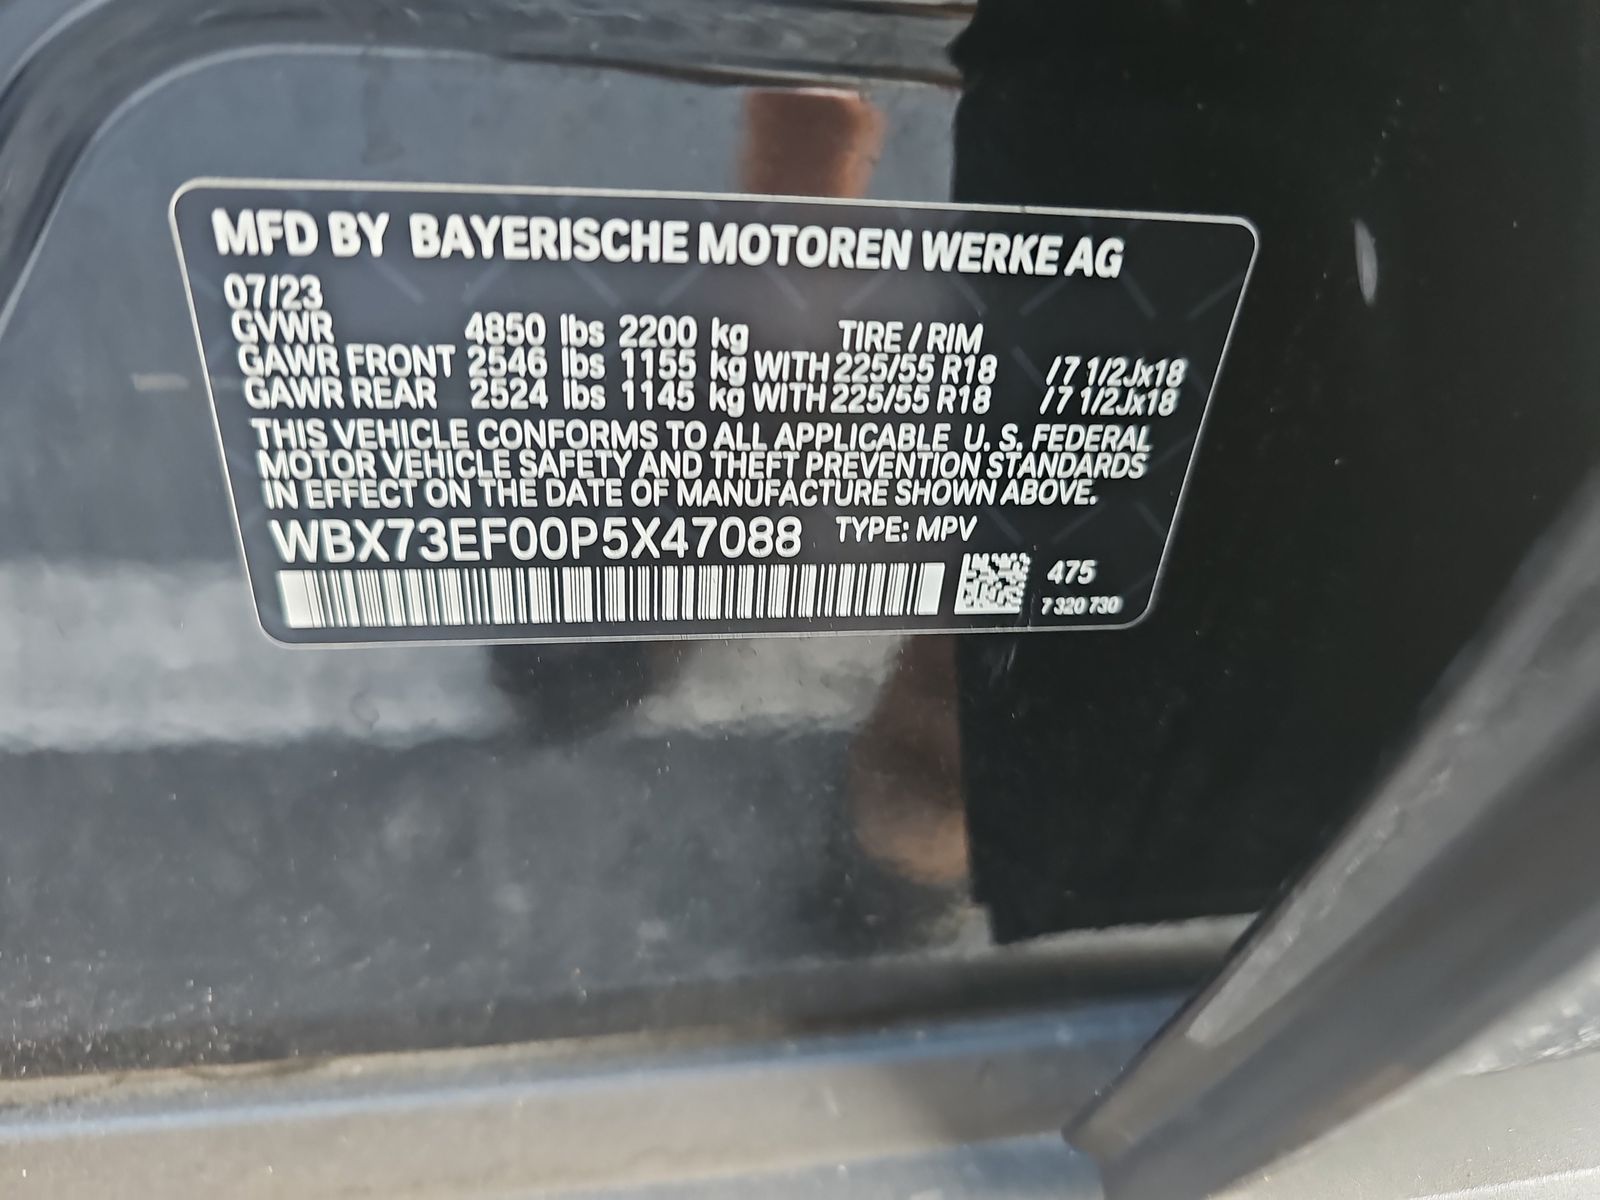 MFD BY BAYERISCHE MOTOREN WERKE AG
07/23
GVWR 4850 lbs 2200 kg TIRE / RIM
GAWR FRONT 2546 lbs 1155 kg WITH 225/55 R18 /7 1/2Jx18
GAWR REAR 2524 lbs 1145 kg WITH 225/55 R18 /7 1/2Jx18
THIS VEHICLE CONFORMS TO ALL APPLICABLE U. S. FEDERAL
MOTOR VEHICLE SAFETY AND THEFT PREVENTION STANDARDS
IN EFFECT ON THE DATE OF MANUFACTURE SHOWN ABOVE.
WBX73EF00P5X47088 TYPE: MPV
475
7 320 730